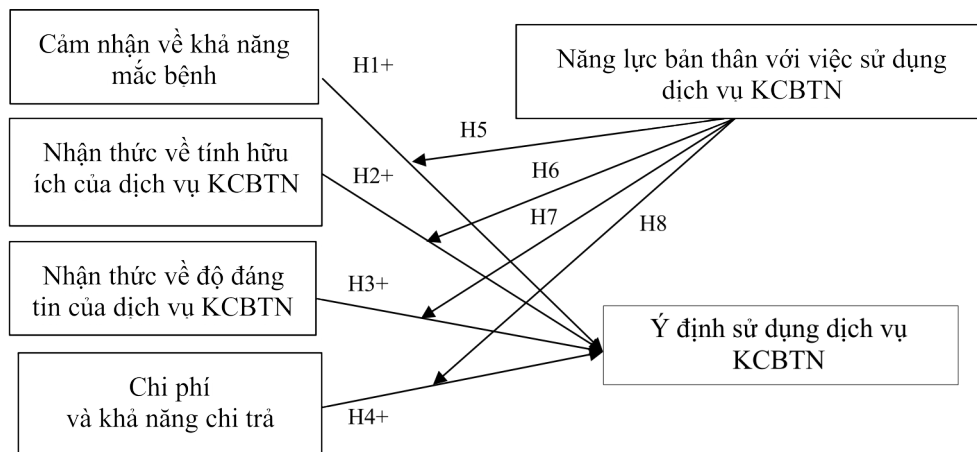 Cảm nhận về khả năng
mắc bệnh
Năng lực bản thân với việc sử dụng
dịch vụ KCBTN
H1+
H5
Nhận thức về tính hữu
ích của dịch vụ KCBTN
H2+
H6
H7
H8
Nhận thức về độ đáng
tin của dịch vụ KCBTN
H3+
Ý định sử dụng dịch vụ
KCBTN
Chi phí
và khả năng chi trả
H4+